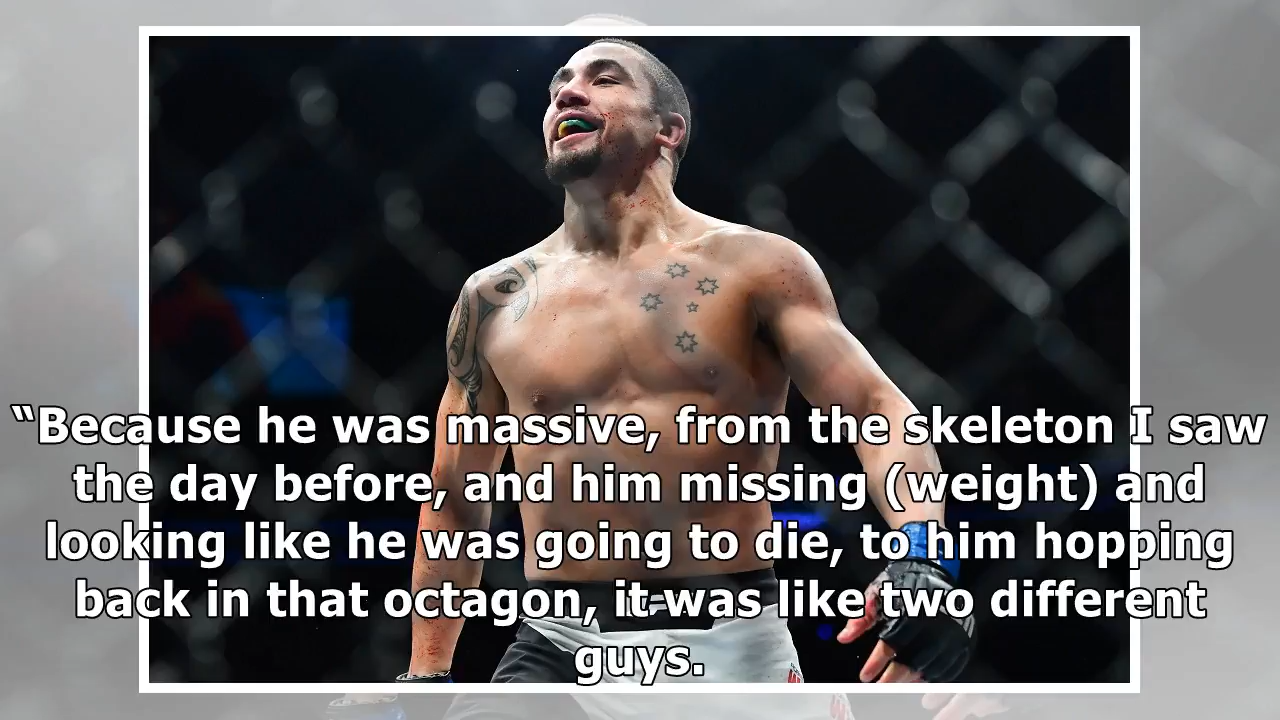 “Because he was massive, from the skeleton I saw
the day before, and him missing (weight) and
looking like he was going to die, to him hopping
back in that octagon, it was like two different
guys.